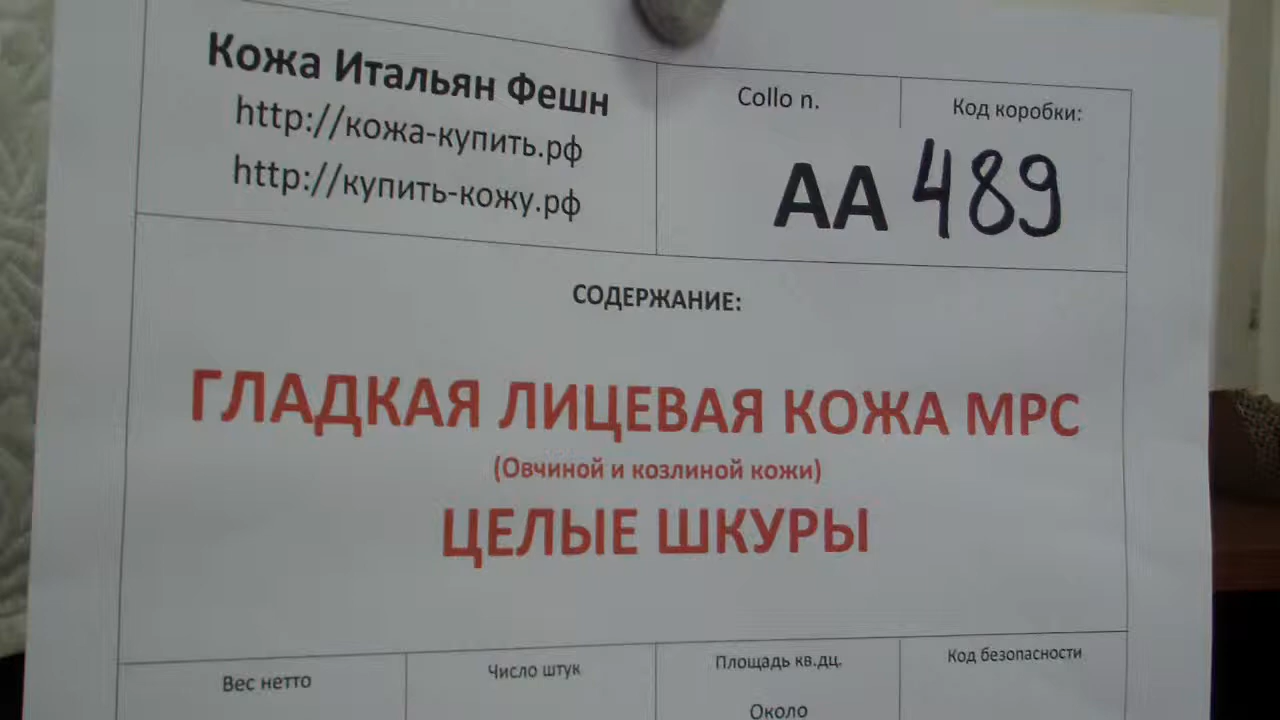 Кожа Итальян Фешн
http://кожа-купить.рф
http://купить-кожу.рф
Collo n.
Код коробки:
АА 489
СОДЕРЖАНИЕ:
ГЛАДКАЯ ЛИЦЕВАЯ КОЖА МРС
(Овчиной и козлиной кожи)
ЦЕЛЫЕ ШКУРЫ
Вес нетто
Число штук
Площадь кв.дц.
Код безопасности
Около